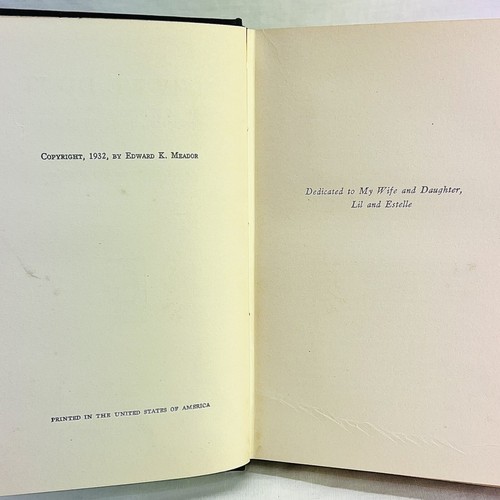 Copyright, 1932, by Edward K. Meador
PRINTED IN THE UNITED STATES OF AMERICA
Dedicated to My Wife and Daughter,
Lil and Estelle